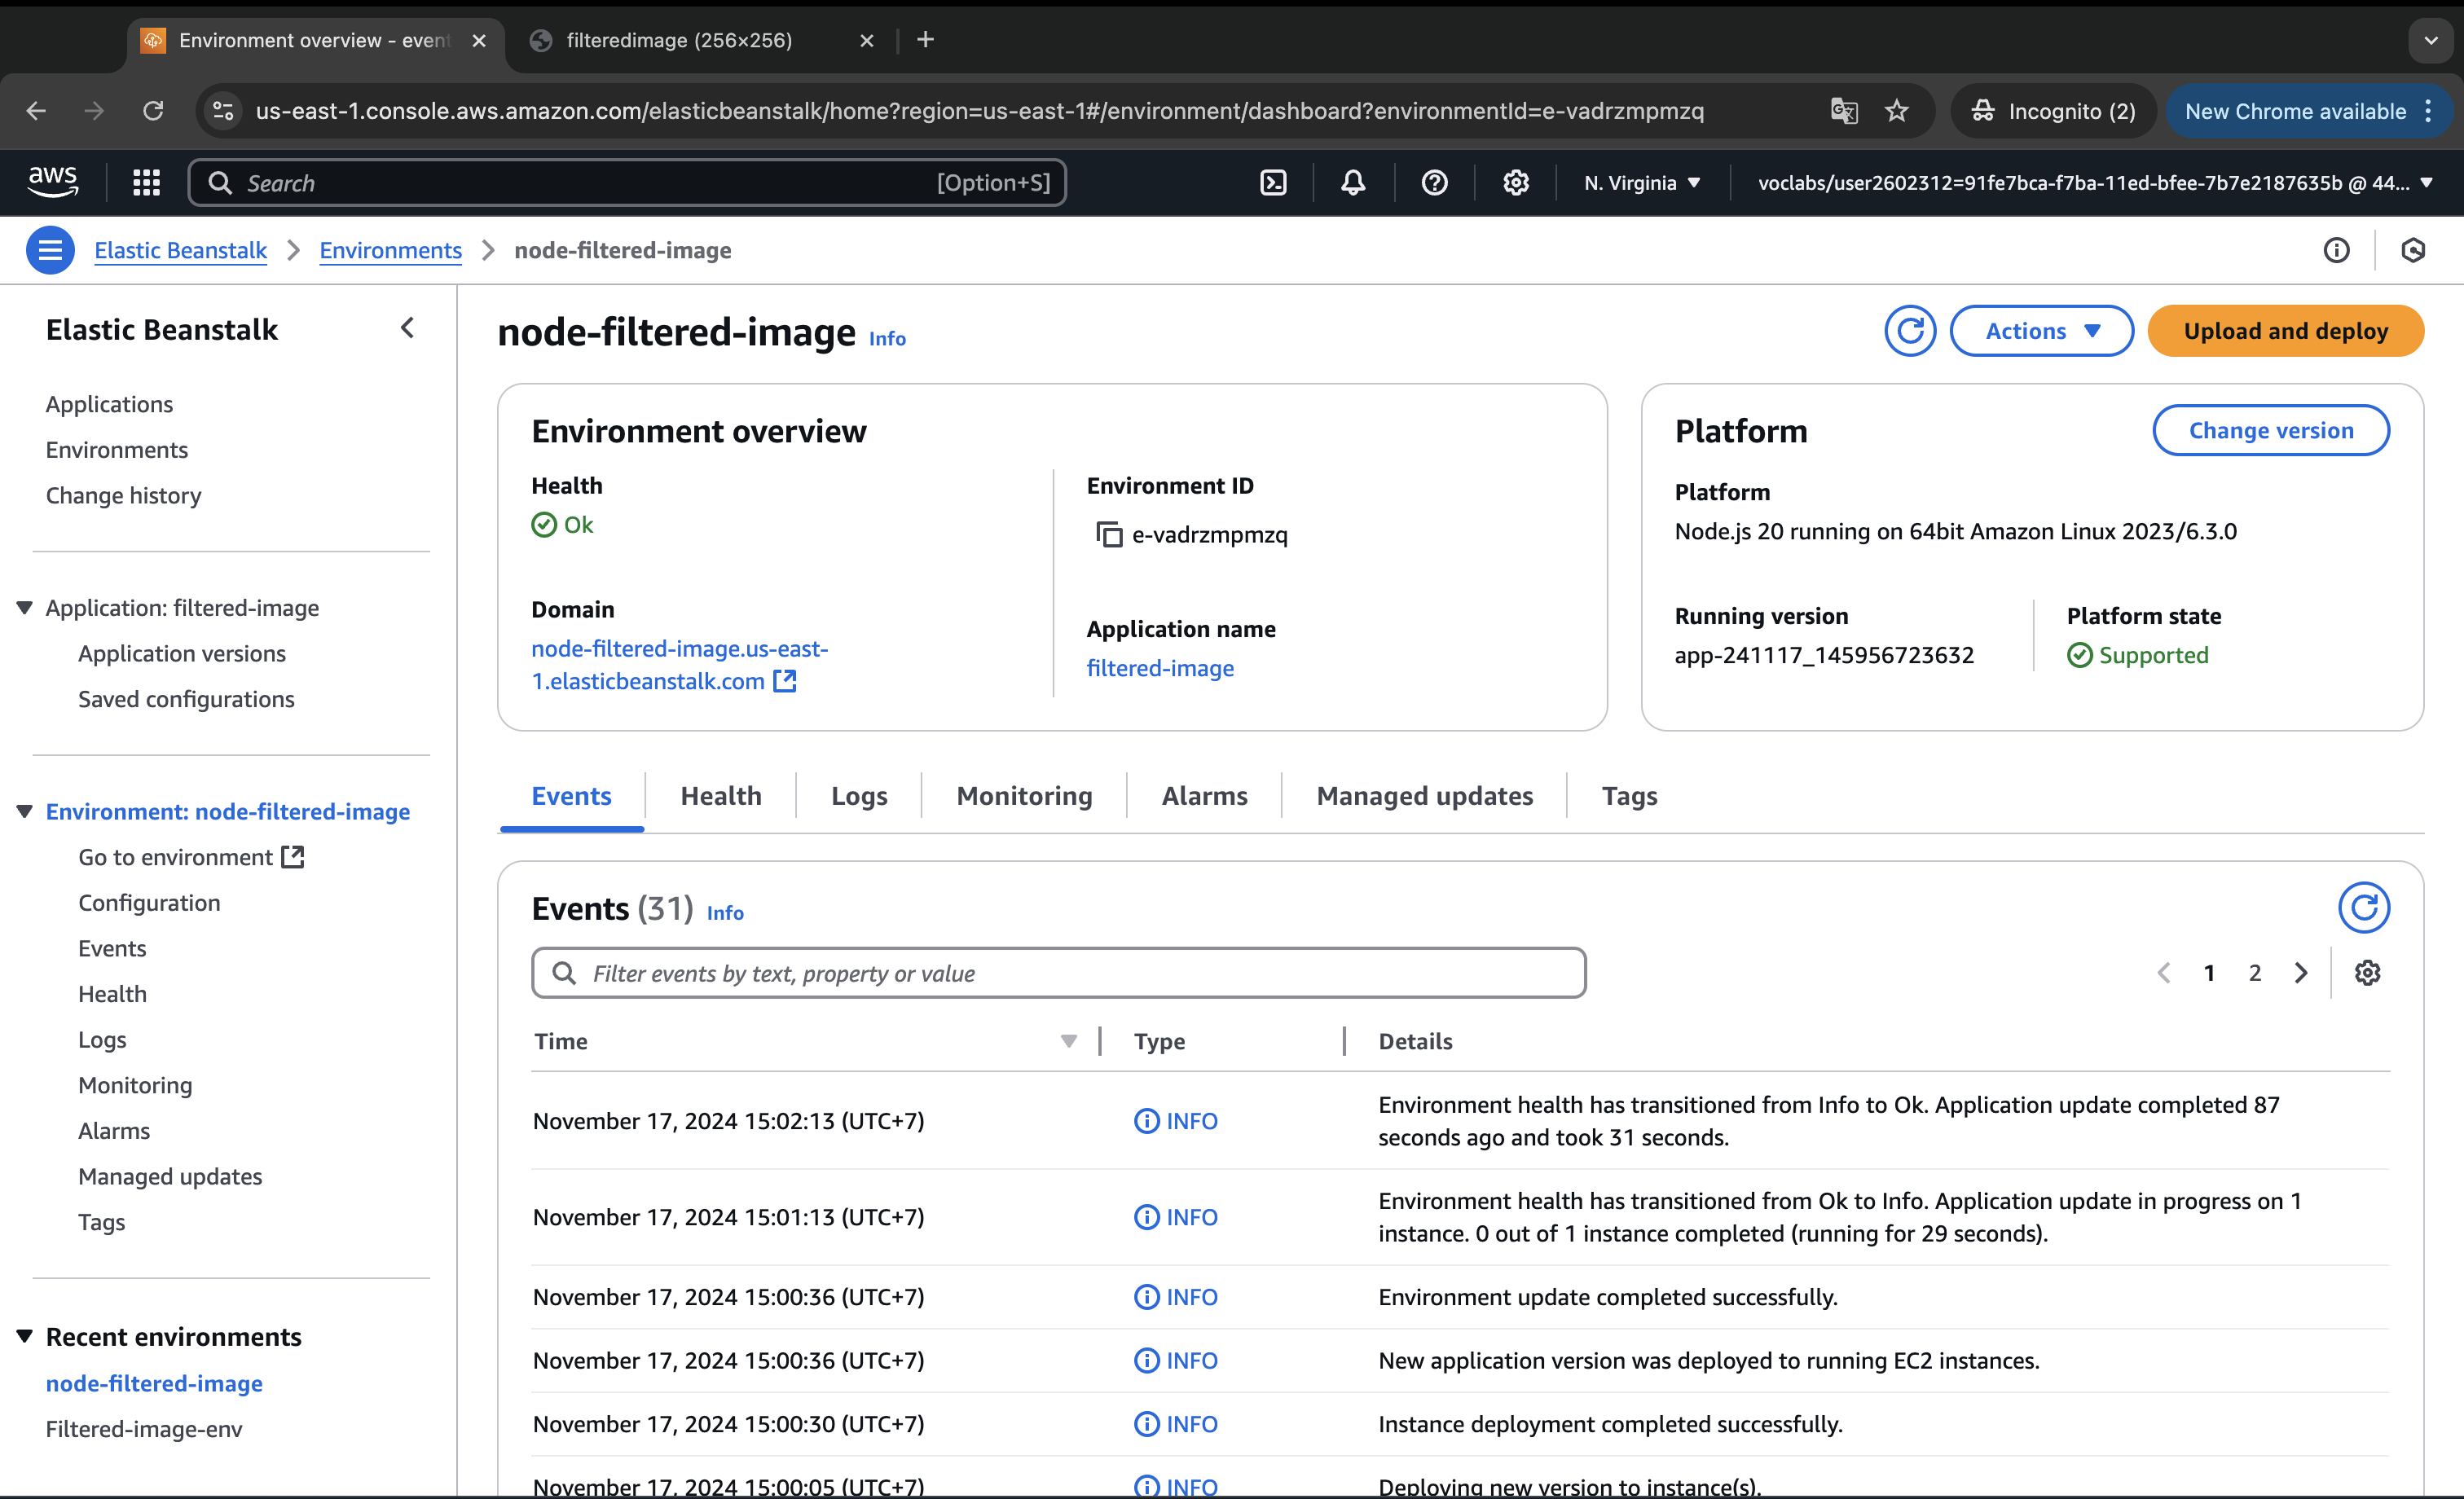 Environment overview - event
filteredimage (256×256)
us-east-1.console.aws.amazon.com/elasticbeanstalk/home?region=us-east-1#/environment/dashboard?environmentId=e-vadrzmpmzq
Incognito (2)
New Chrome available
aws
Search
[Option+S]
N. Virginia
voclabs/user2602312=91fe7bca-f7ba-11ed-bfee-7b7e2187635b @ 44...
Elastic Beanstalk
Environments
node-filtered-image
Elastic Beanstalk
Applications
Environments
Change history
Application: filtered-image
Application versions
Saved configurations
Environment: node-filtered-image
Go to environment
Configuration
Events
Health
Logs
Monitoring
Alarms
Managed updates
Tags
Recent environments
node-filtered-image
Filtered-image-env
node-filtered-image Info
Actions
Upload and deploy
Environment overview
Health
Ok
Domain
node-filtered-image.us-east-
1.elasticbeanstalk.com
Environment ID
e-vadrzmpmzq
Application name
filtered-image
Platform
Change version
Platform
Node.js 20 running on 64bit Amazon Linux 2023/6.3.0
Running version
app-241117_145956723632
Platform state
Supported
Events
Health
Logs
Monitoring
Alarms
Managed updates
Tags
Events (31) Info
Filter events by text, property or value
1
2
Time
Type
Details
November 17, 2024 15:02:13 (UTC+7)
INFO
Environment health has transitioned from Info to Ok. Application update completed 87
seconds ago and took 31 seconds.
November 17, 2024 15:01:13 (UTC+7)
INFO
Environment health has transitioned from Ok to Info. Application update in progress on 1
instance. 0 out of 1 instance completed (running for 29 seconds).
November 17, 2024 15:00:36 (UTC+7)
INFO
Environment update completed successfully.
November 17, 2024 15:00:36 (UTC+7)
INFO
New application version was deployed to running EC2 instances.
November 17, 2024 15:00:30 (UTC+7)
INFO
Instance deployment completed successfully.
November 17, 2024 15:00:05 (UTC+7)
INFO
Deploying new version to instance(s).